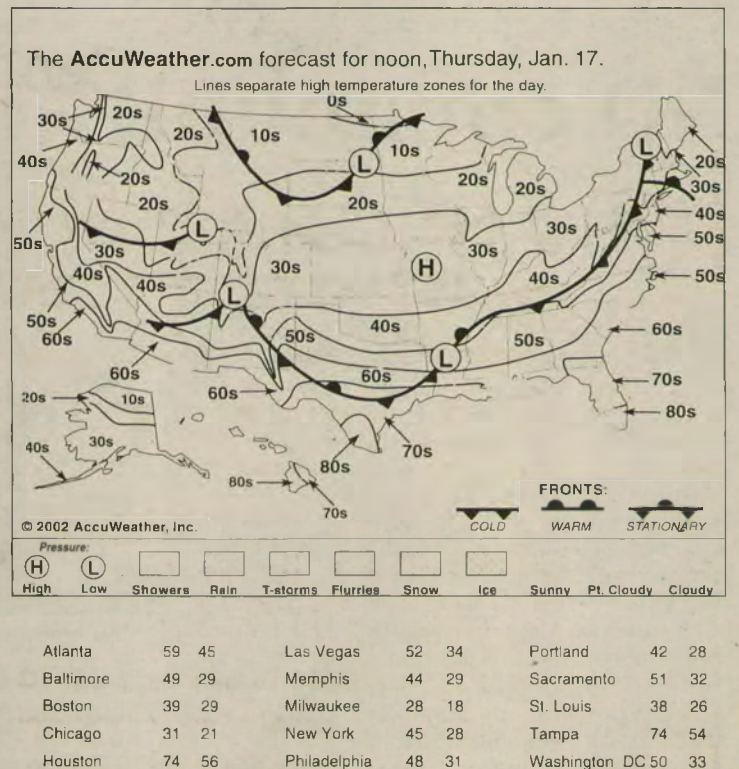 The AccuWeather.com forecast for noon, Thursday, Jan. 17.
Lines separate high temperature zones for the day.
0s
30s 20s 20s 10s 10s
40s L L
20s 20s 20s 20s
20s 20s 30s
L 40s
50s 30s 30s 30s 50s
H
40s 40s 30s 40s 50s
L
50s 40s
60s 50s 50s 60s
L
60s 60s 60s 70s
20s 10s
80s
30s
40s 80s 70s
80s
70s
FRONTS:
© 2002 AccuWeather, Inc. COLD WARM STATIONARY
Pressure:
H L
High Low Showers Rain T-storms Flurries Snow Ice Sunny Pt. Cloudy Cloudy
Atlanta 59 45 Las Vegas 52 34 Portland 42 28
Baltimore 49 29 Memphis 44 29 Sacramento 51 32
Boston 39 29 Milwaukee 28 18 St. Louis 38 26
Chicago 31 21 New York 45 28 Tampa 74 54
Houston 74 56 Philadelphia 48 31 Washington DC 50 33